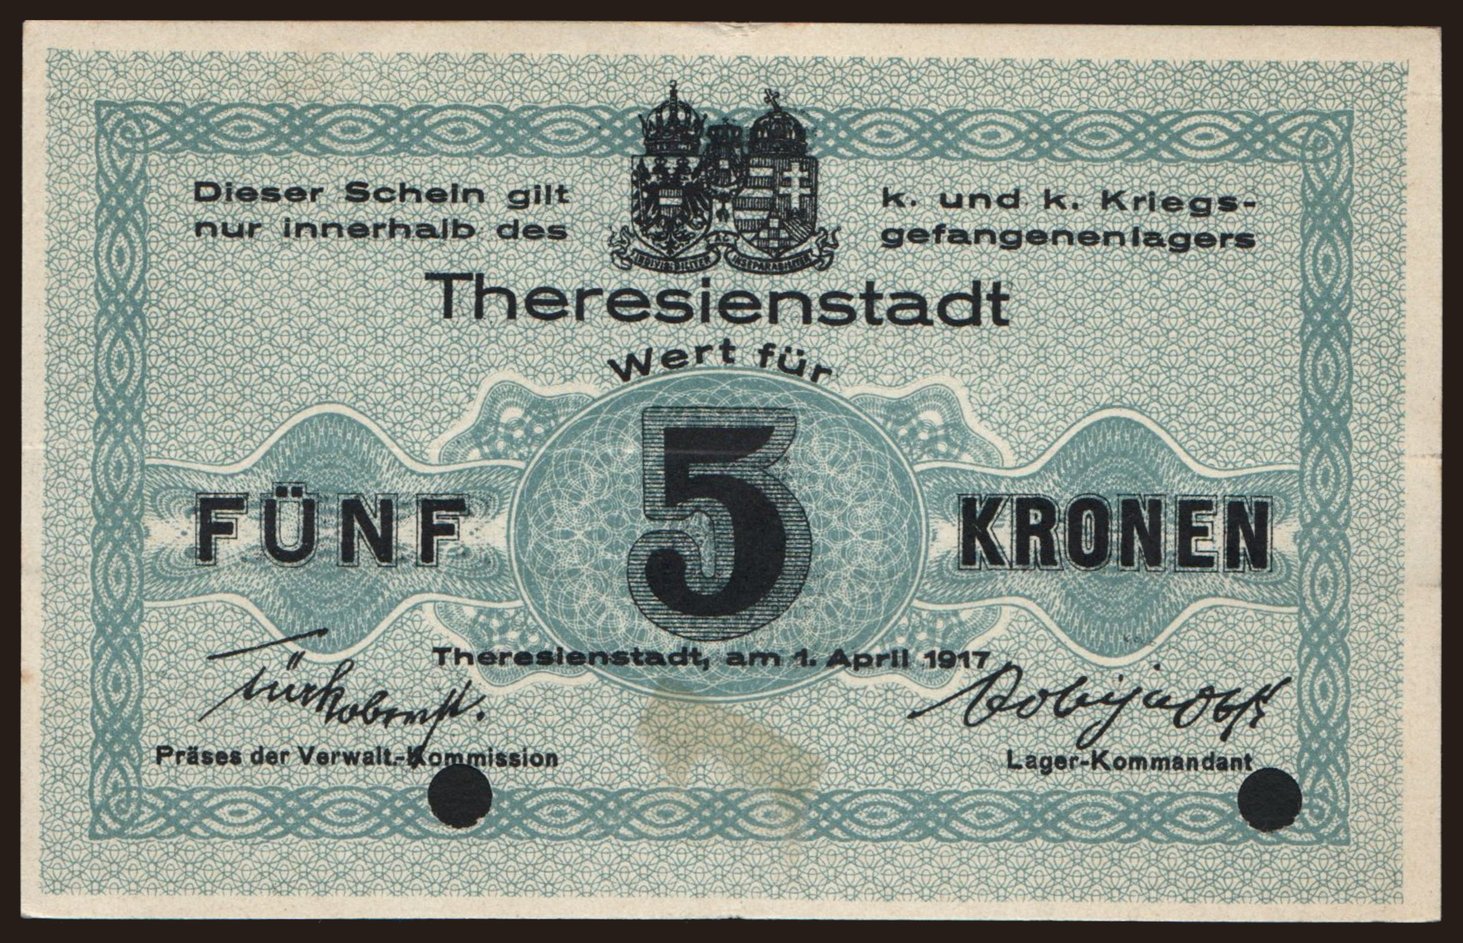 Dieser Schein gilt
nur innerhalb des
k. und k. Kriegs-
gefangenenlagers
Theresienstadt
Wert für
5
FÜNF
KRONEN
Theresienstadt, am 1. April 1917
Präses der Verwalt.-Kommission
Lager-Kommandant